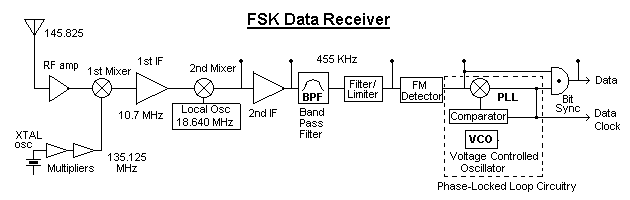 FSK Data Receiver
145.825
RF amp
1st Mixer
1st IF
10.7 MHz
2nd Mixer
Local Osc
18.640 MHz
2nd IF
455 KHz
BPF
Band
Pass
Filter
Filter/
Limiter
FM
Detector
PLL
Comparator
VCO
Voltage Controlled
Oscillator
Phase-Locked Loop Circuitry
Bit
Sync
Data
Data
Clock
XTAL
osc
Multipliers
135.125
MHz